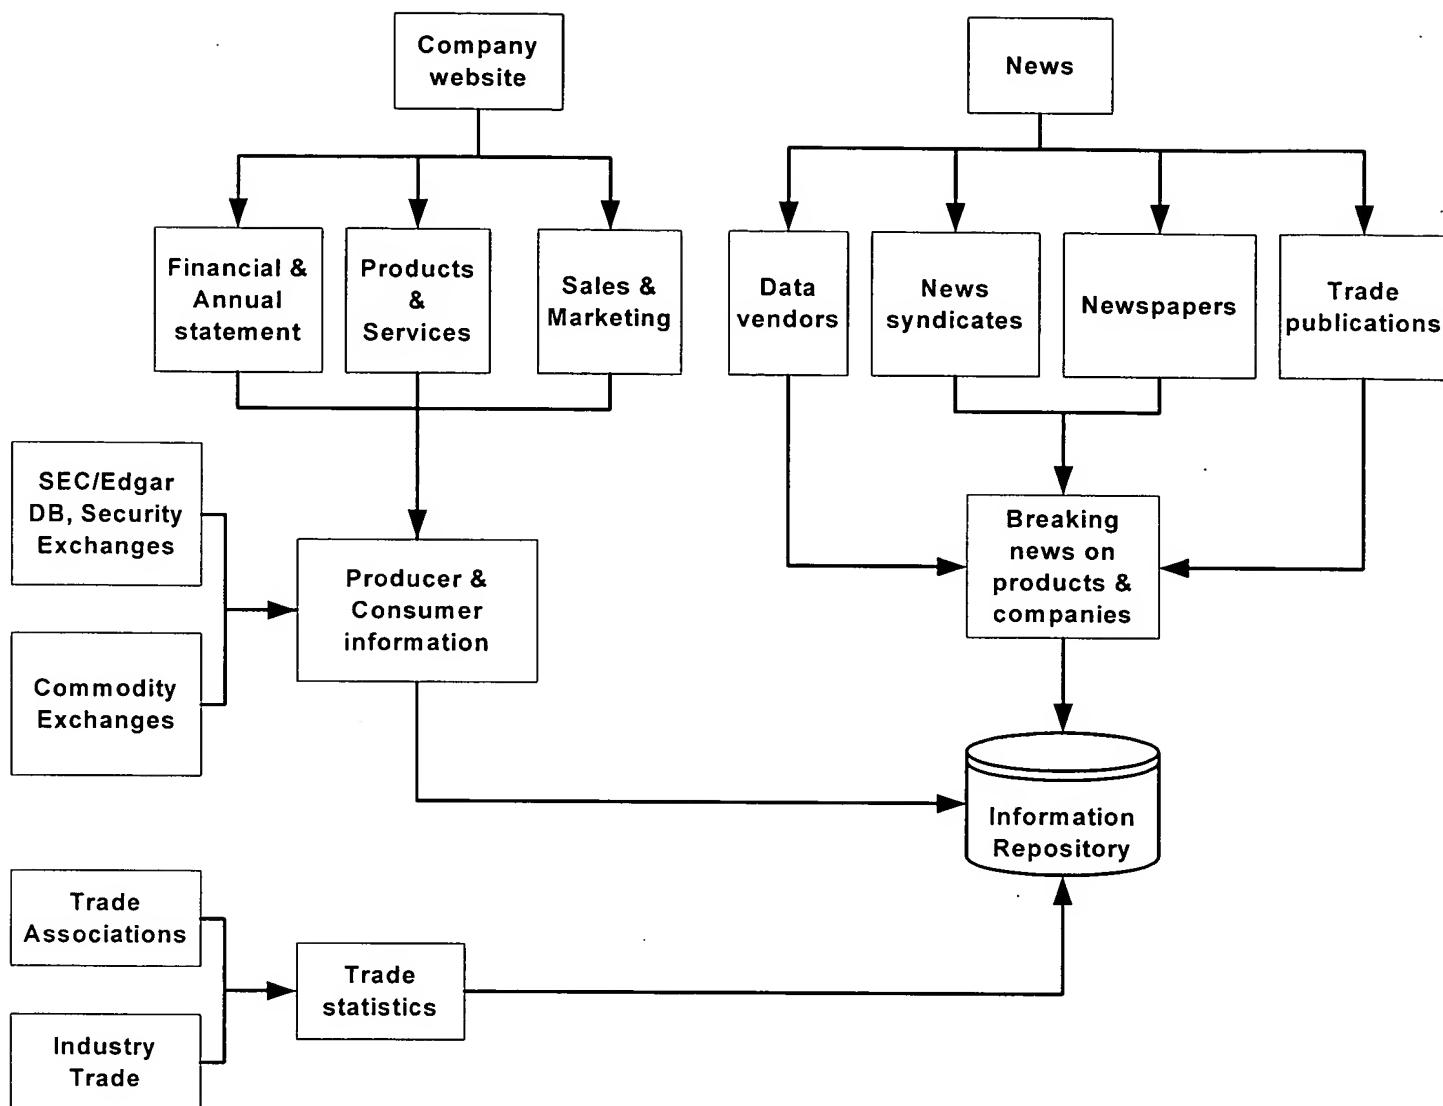 Company
website
News
Financial &
Annual
statement
Products
&
Services
Sales &
Marketing
Data
vendors
News
syndicates
Newspapers
Trade
publications
SEC/Edgar
DB, Security
Exchanges
Commodity
Exchanges
Producer &
Consumer
information
Breaking
news on
products &
companies
Information
Repository
Trade
Associations
Industry
Trade
Trade
statistics